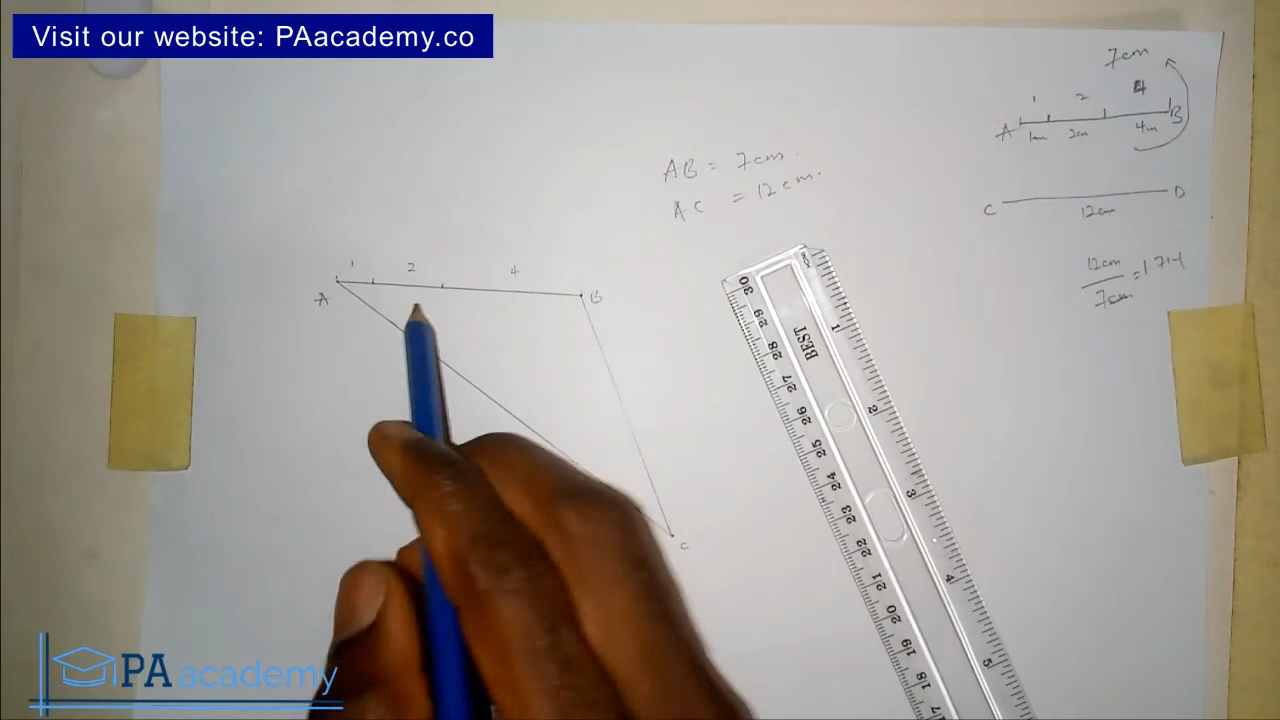 Visit our website: PAacademy.co
7cm
1 2 4
A B
1cm 2cm 4cm
AB = 7cm.
AC = 12cm.
C D
12cm
12cm
7cm
= 1.714
1 2 4
A B
C
INCH
BEST
30 29 28 27 26 25 24 23 22 21 20 19 18 17
1 2 3 4 5
PA academy